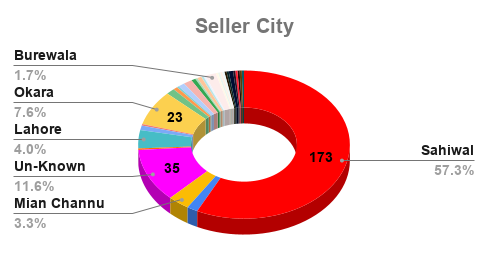 Seller City
Burewala
1.7%
Okara
7.6%
Lahore
4.0%
Un-Known
11.6%
Mian Channu
3.3%
23
35
173
Sahiwal
57.3%